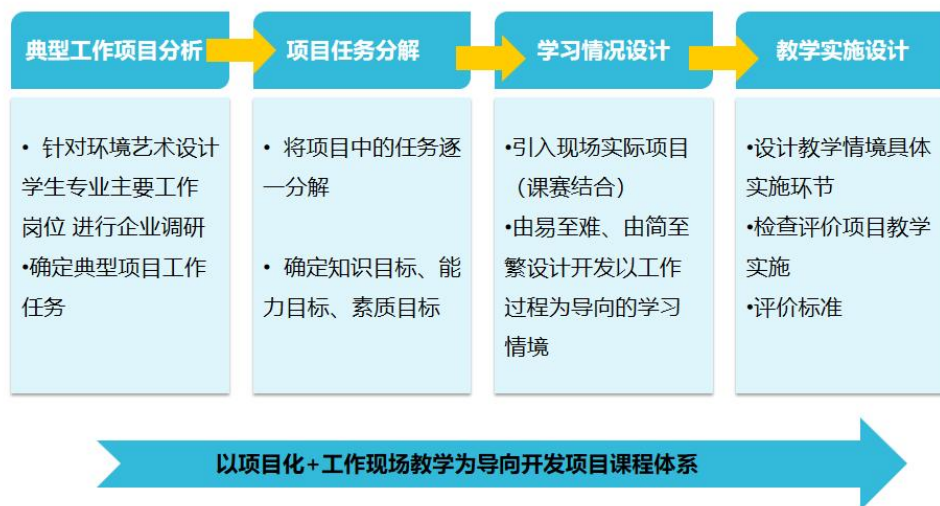 典型工作项目分析
项目任务分解
学习情况设计
教学实施设计
• 针对环境艺术设计
学生专业主要工作
岗位 进行企业调研
•确定典型项目工作
任务
• 将项目中的任务逐
一分解
• 确定知识目标、能
力目标、素质目标
•引入现场实际项目
（课赛结合）
•由易至难、由简至
繁设计开发以工作
过程为导向的学习
情境
•设计教学情境具体
实施环节
•检查评价项目教学
实施
•评价标准
以项目化+工作现场教学为导向开发项目课程体系